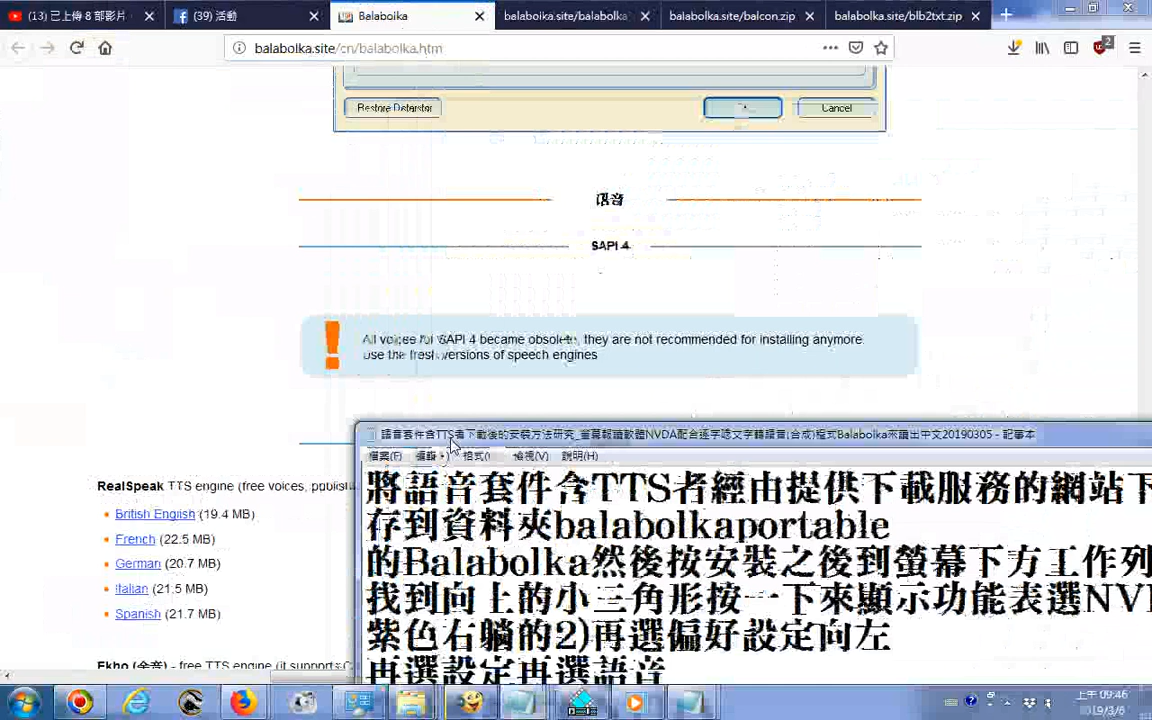 (13) 已上傳 8 部影片
(39) 活動
Balabolka
balabolka.site/balabolka
balabolka.site/balcon.zip
balabolka.site/blb2txt.zip
balabolka.site/cn/balabolka.htm
2
Cancel
語音
SAPI 4
All voices for SAPI 4 became obsolete, they are not recommended for installing anymore.
Use the fresh versions of speech engines
語音套件含TTS者下載後的安裝方法研究_螢幕報讀軟體NVDA配合逐字唸文字轉語音(合成)程式Balabolka來讀出中文20190305 - 記事本
檔案(F) 編輯 格式( 檢視(V) 說明(H)
RealSpeak TTS engine (free voices, publish
British English (19.4 MB)
French (22.5 MB)
German (20.7 MB)
Italian (21.5 MB)
Spanish (21.7 MB)
將語音套件含TTS者經由提供下載服務的網站下
存到資料夾balabolkaportable
的Balabolka然後按安裝之後到螢幕下方工作列
找到向上的小三角形按一下來顯示功能表選NV
紫色右躺的2)再選偏好設定向左
再選設定再選語音
Ekho (余音) - free TTS engine (it supports C
上午 09:46
2019/3/6